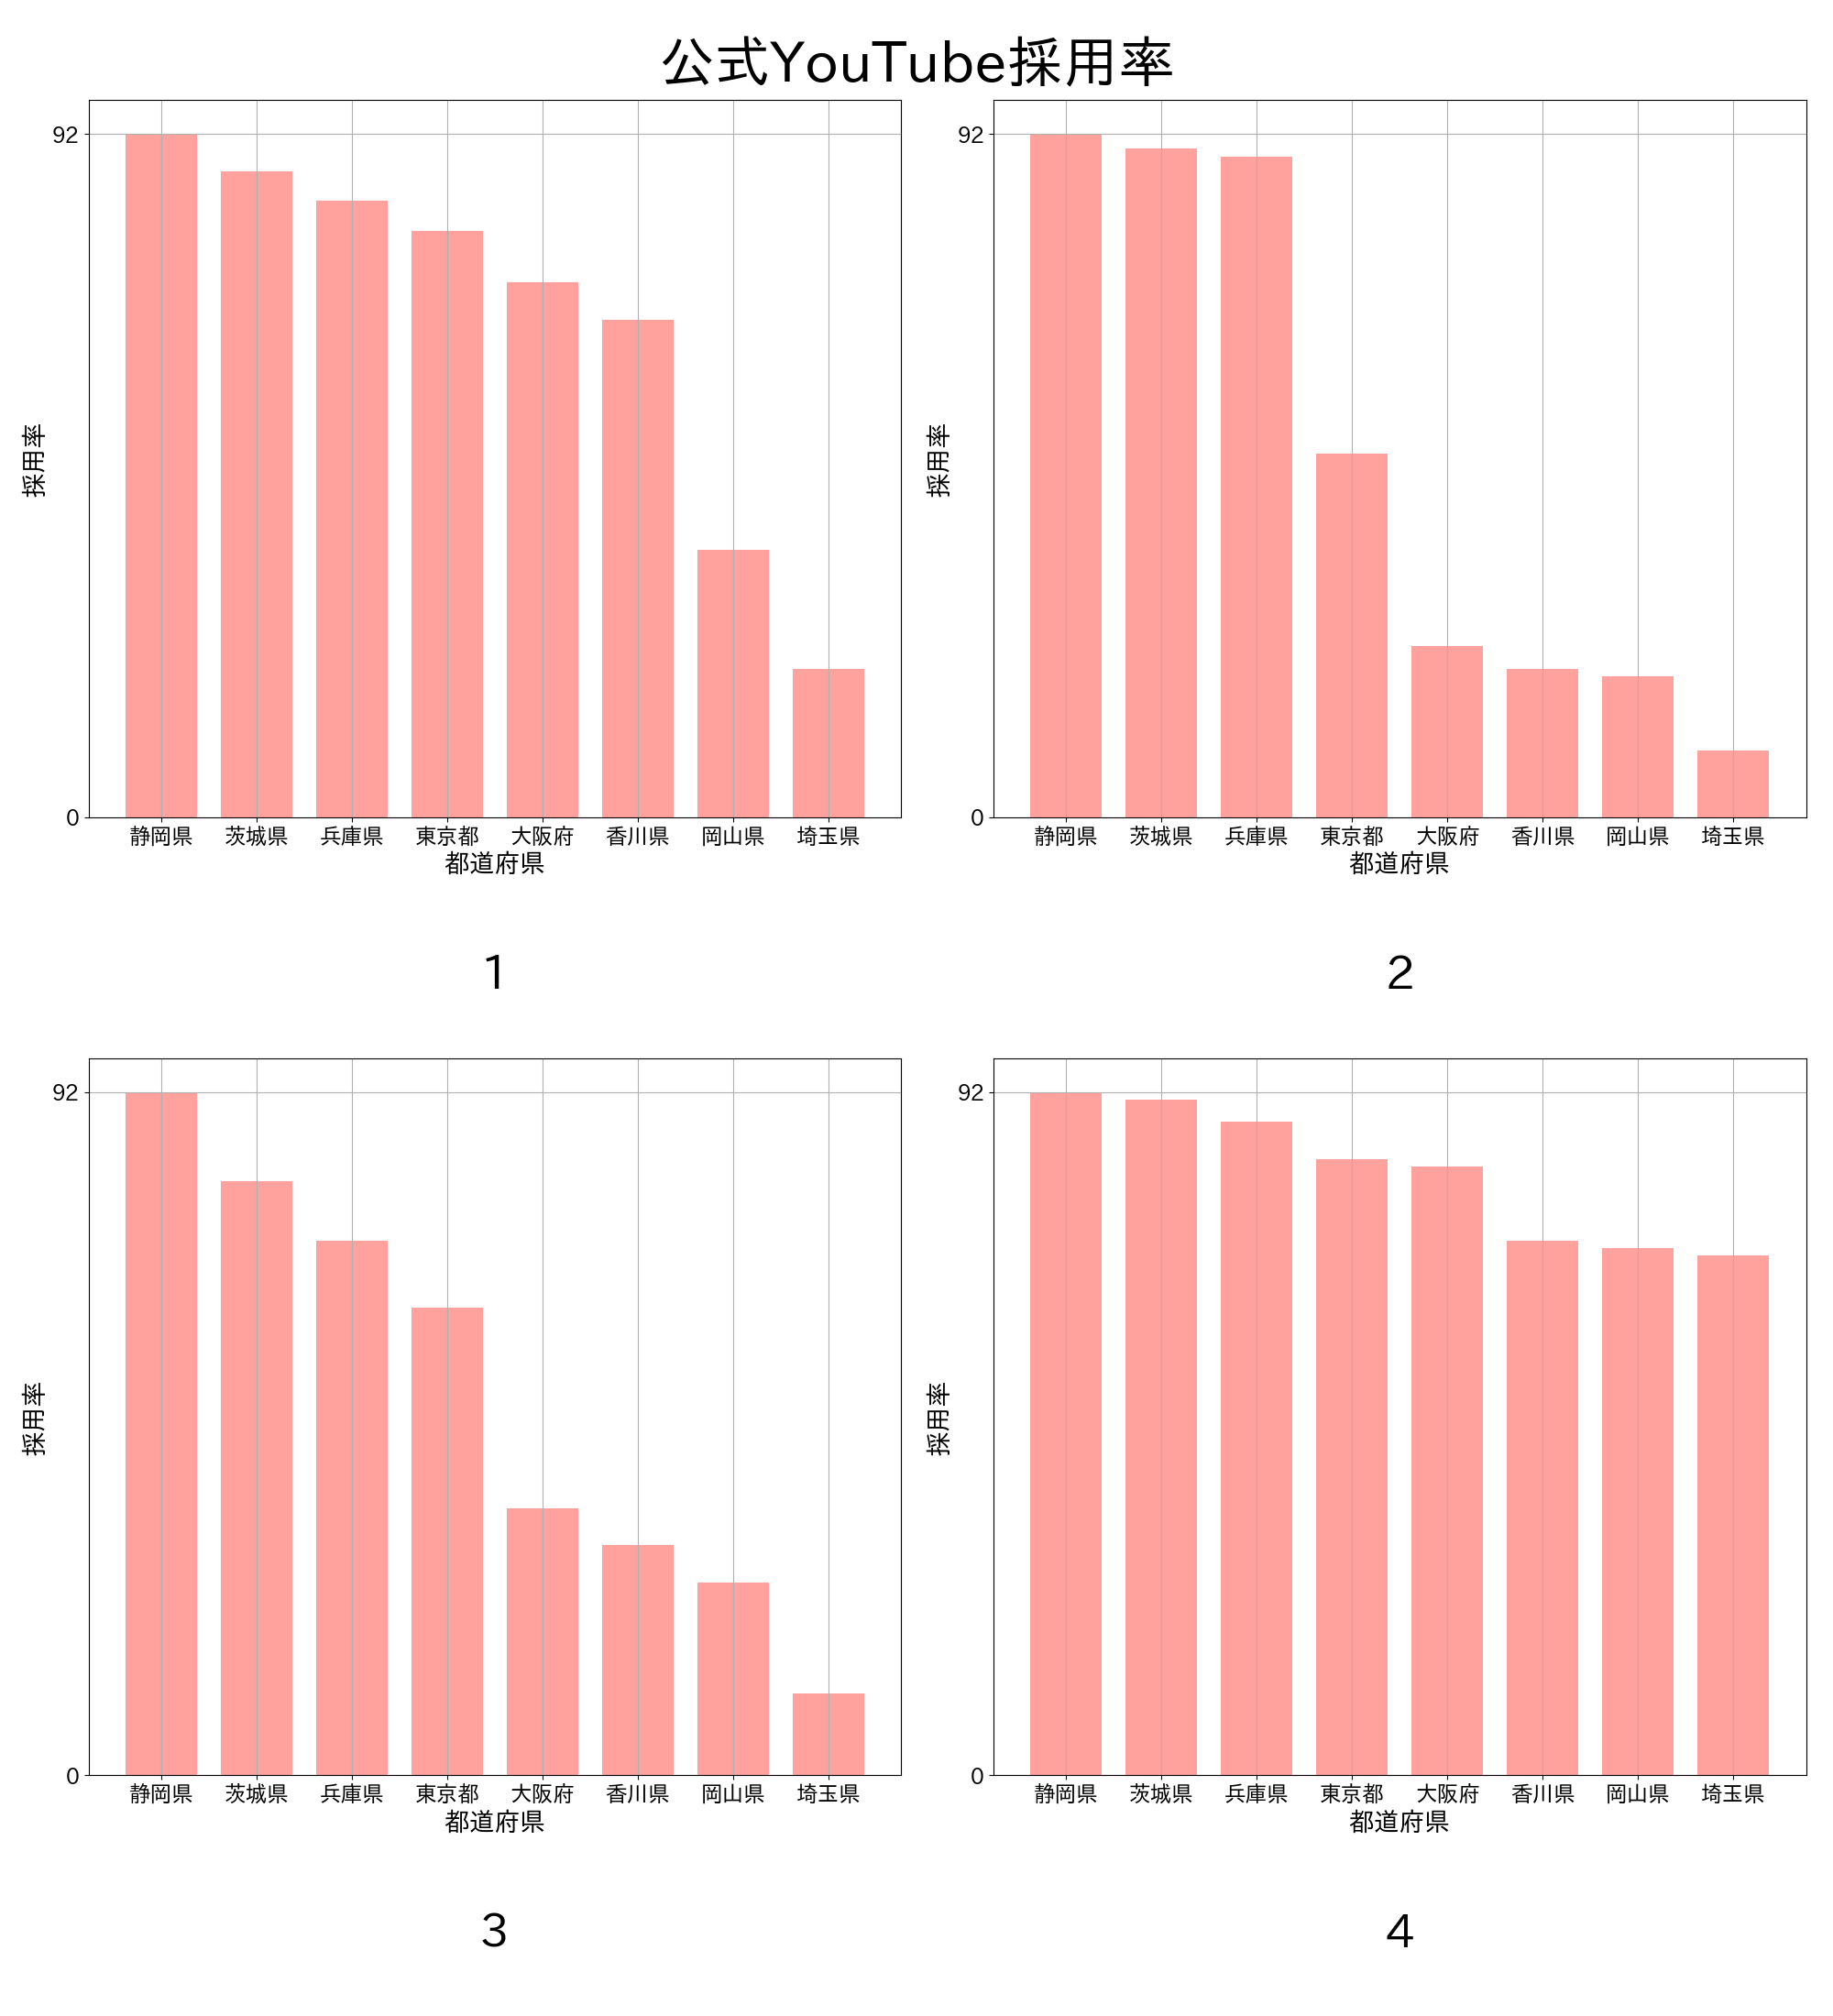 公式YouTube採用率
92
0
採用率
静岡県 茨城県 兵庫県 東京都 大阪府 香川県 岡山県 埼玉県
都道府県
1
92
0
採用率
静岡県 茨城県 兵庫県 東京都 大阪府 香川県 岡山県 埼玉県
都道府県
2
92
0
採用率
静岡県 茨城県 兵庫県 東京都 大阪府 香川県 岡山県 埼玉県
都道府県
3
92
0
採用率
静岡県 茨城県 兵庫県 東京都 大阪府 香川県 岡山県 埼玉県
都道府県
4